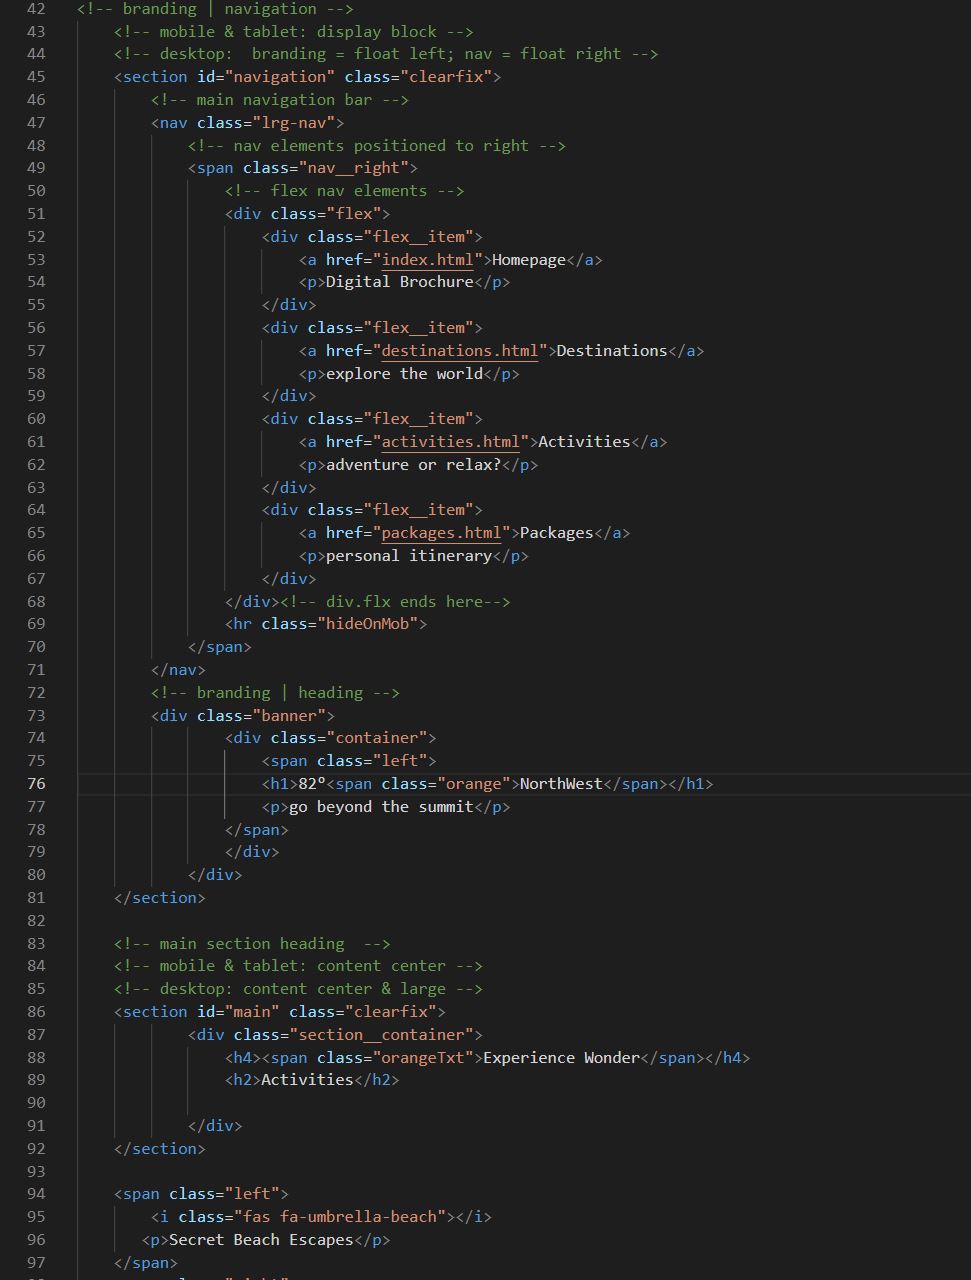 42 <!-- branding | navigation -->
43 <!-- mobile & tablet: display block -->
44 <!-- desktop:  branding = float left; nav = float right -->
45 <section id="navigation" class="clearfix">
46 <!-- main navigation bar -->
47 <nav class="lrg-nav">
48 <!-- nav elements positioned to right -->
49 <span class="nav__right">
50 <!-- flex nav elements -->
51 <div class="flex">
52 <div class="flex__item">
53 <a href="index.html">Homepage</a>
54 <p>Digital Brochure</p>
55 </div>
56 <div class="flex__item">
57 <a href="destinations.html">Destinations</a>
58 <p>explore the world</p>
59 </div>
60 <div class="flex__item">
61 <a href="activities.html">Activities</a>
62 <p>adventure or relax?</p>
63 </div>
64 <div class="flex__item">
65 <a href="packages.html">Packages</a>
66 <p>personal itinerary</p>
67 </div>
68 </div><!-- div.flx ends here-->
69 <hr class="hideOnMob">
70 </span>
71 </nav>
72 <!-- branding | heading -->
73 <div class="banner">
74 <div class="container">
75 <span class="left">
76 <h1>82º<span class="orange">NorthWest</span></h1>
77 <p>go beyond the summit</p>
78 </span>
79 </div>
80 </div>
81 </section>
82
83 <!-- main section heading  -->
84 <!-- mobile & tablet: content center -->
85 <!-- desktop: content center & large -->
86 <section id="main" class="clearfix">
87 <div class="section__container">
88 <h4><span class="orangeTxt">Experience Wonder</span></h4>
89 <h2>Activities</h2>
90
91 </div>
92 </section>
93
94 <span class="left">
95 <i class="fas fa-umbrella-beach"></i>
96 <p>Secret Beach Escapes</p>
97 </span>